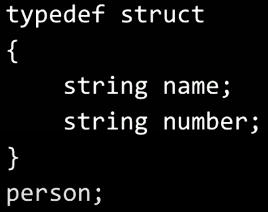 typedef struct
{
    string name;
    string number;
}
person;